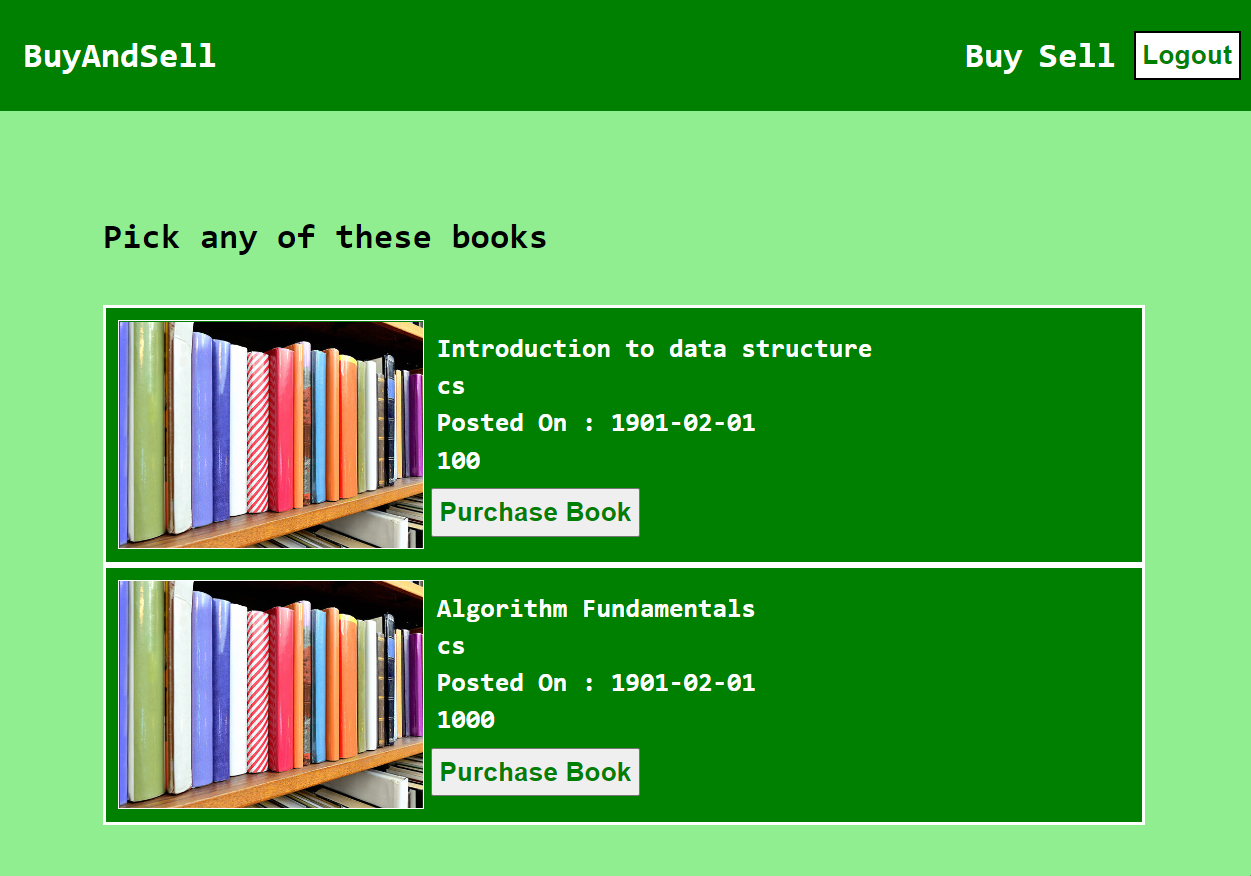 BuyAndSell
Buy Sell Logout
Pick any of these books
Introduction to data structure
cs
Posted On : 1901-02-01
100
Purchase Book
Algorithm Fundamentals
cs
Posted On : 1901-02-01
1000
Purchase Book